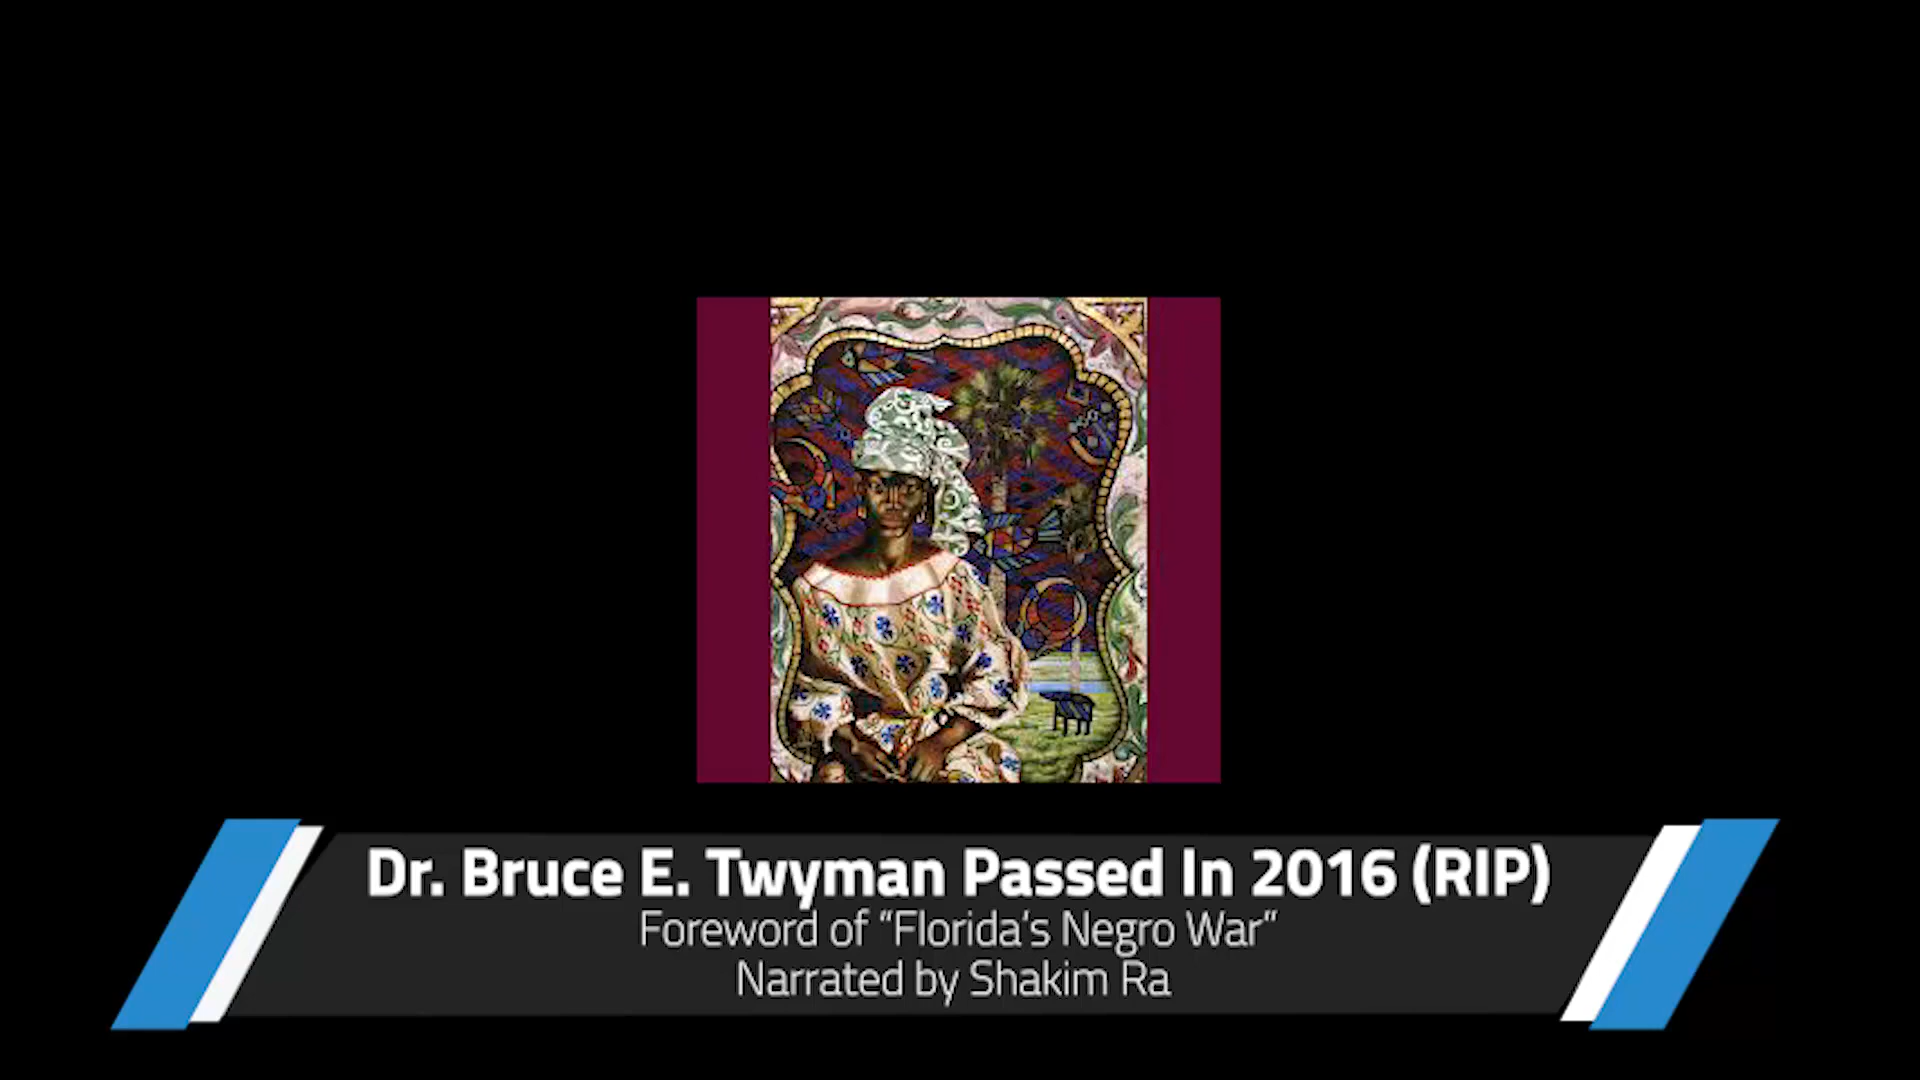 Dr. Bruce E. Twyman Passed In 2016 (RIP)
Foreword of “Florida’s Negro War”
Narrated by Shakim Ra